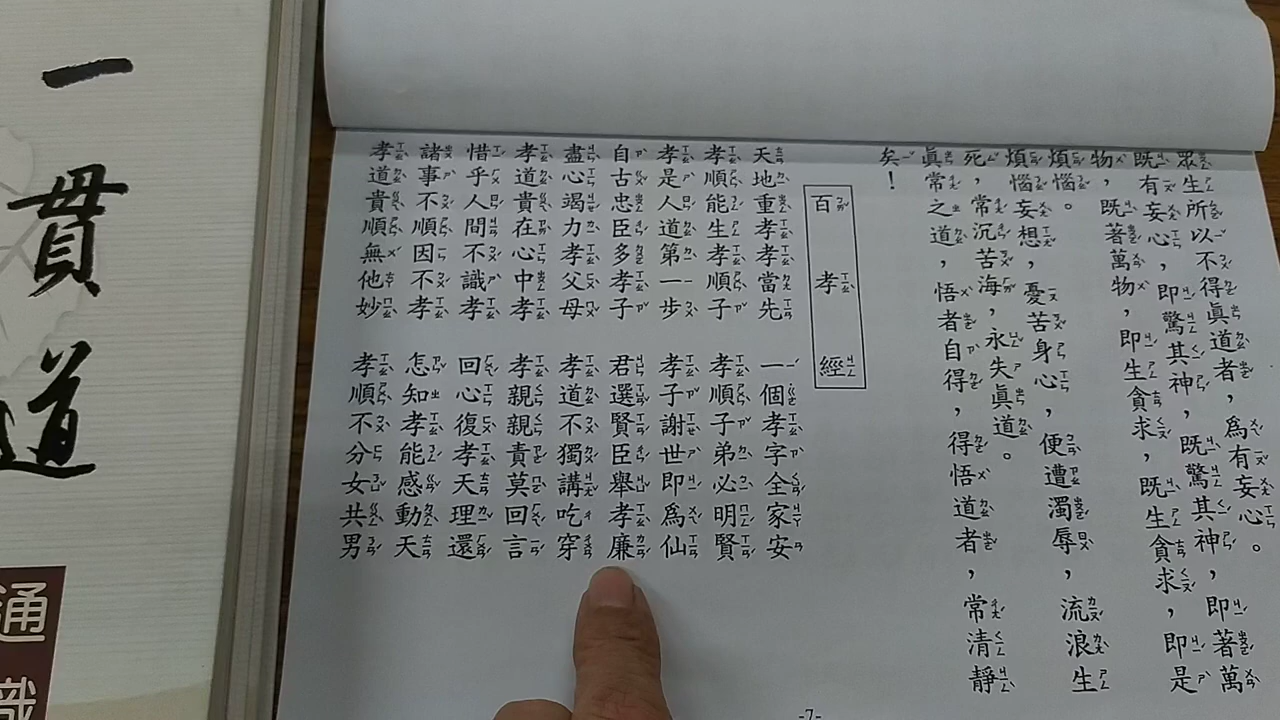 眾生所以不得眞道者，為有妄心。
既有妄心，即驚其神，既驚其神，即著萬
物，既著萬物，即生貪求，既生貪求，即是
煩惱。
煩惱妄想，憂苦身心，便遭濁辱，流浪生
死，常沉苦海，永失眞道。
眞常之道，悟者自得，得悟道者，常清靜
矣！
百孝經
天地重孝孝當先 一個孝字全家安
孝順能生孝順子 孝順子弟必明賢
孝是人道第一步 孝子謝世即為仙
自古忠臣多孝子 君選賢臣舉孝廉
盡心竭力孝父母 孝道不獨講吃穿
孝道貴在心中孝 孝親親責莫回言
惜乎人間不識孝 回心復孝天理還
諸事不順因不孝 怎知孝能感動天
孝道貴順無他妙 孝順不分女共男
-7-
一貫道
通識